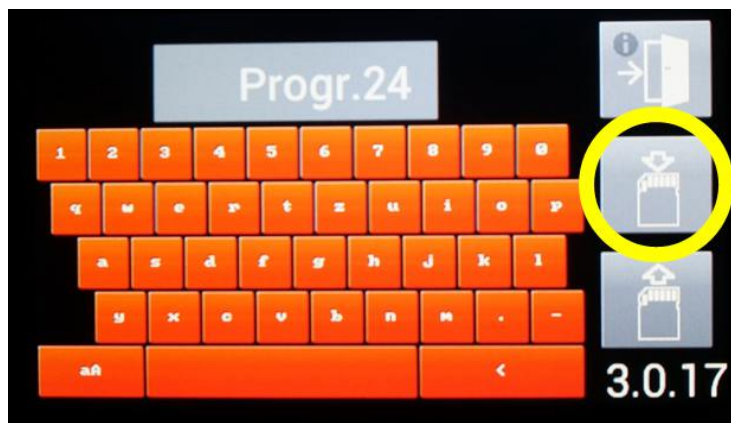 Progr.24
1 2 3 4 5 6 7 8 9 0
q w e r t z u i o p
a s d f g h j k l
y x c v b n m . -
aA <
3.0.17